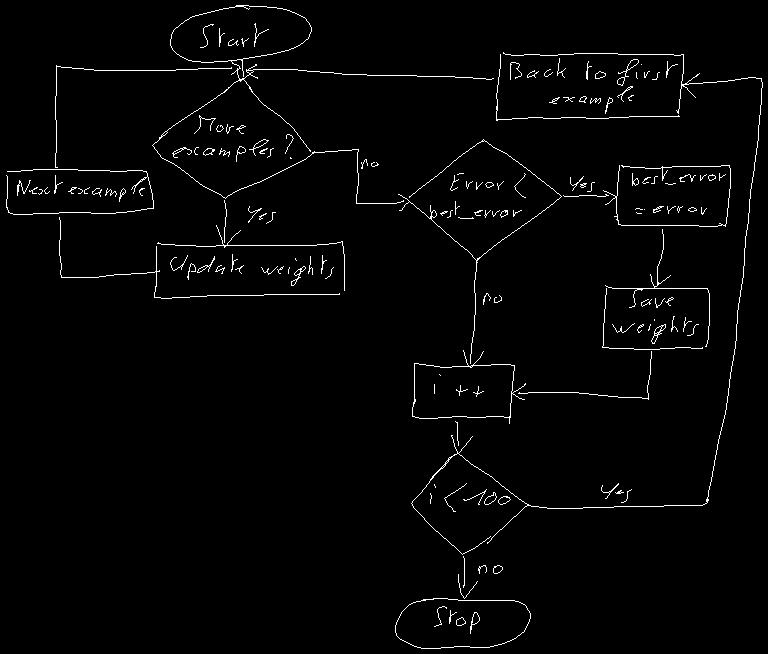 Start
Back to first
example
More
examples?
no
Next example
Yes
Update weights
Error <
best_error
Yes
best_error
= error
no
Save
weights
i ++
i < 100
Yes
no
Stop